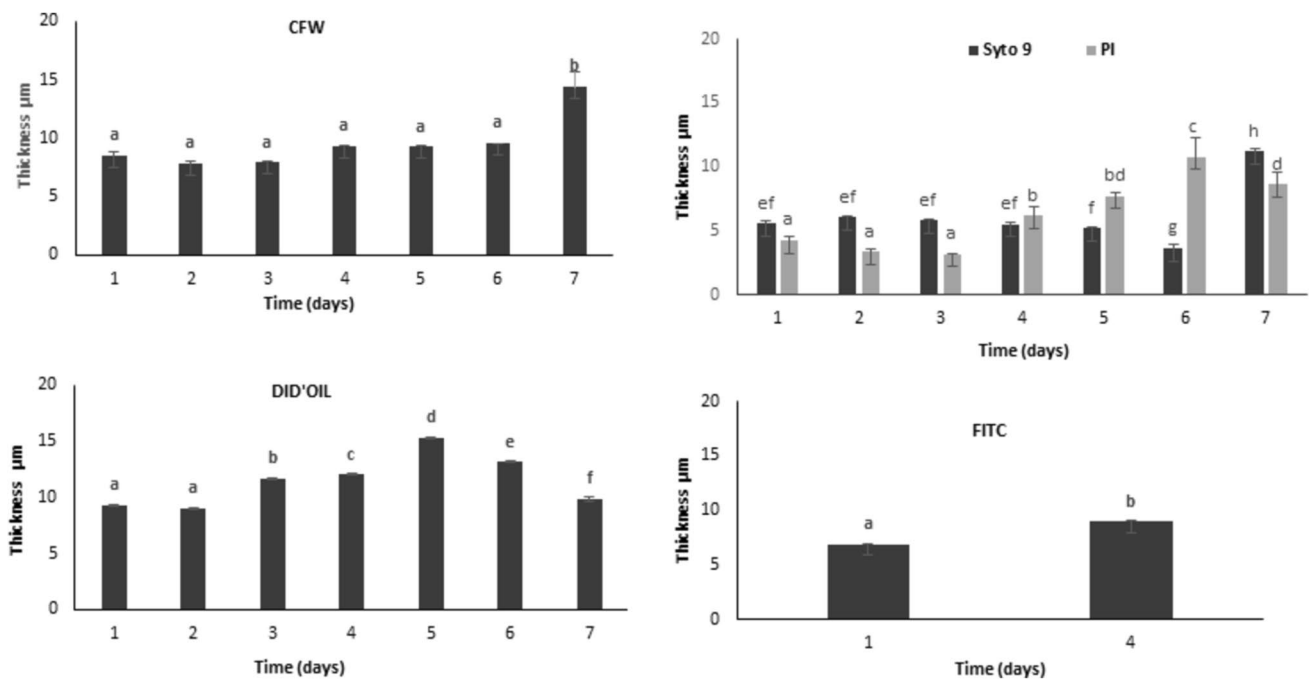 CFW
Thickness µm
20
15
10
5
0
a a a a a a b
1 2 3 4 5 6 7
Time (days)
Syto 9 PI
Thickness µm
20
15
10
5
0
ef a ef a ef a ef b f bd g c h d
1 2 3 4 5 6 7
Time (days)
DID'OIL
Thickness µm
20
15
10
5
0
a a b c d e f
1 2 3 4 5 6 7
Time (days)
FITC
Thickness µm
20
15
10
5
0
a b
1 4
Time (days)